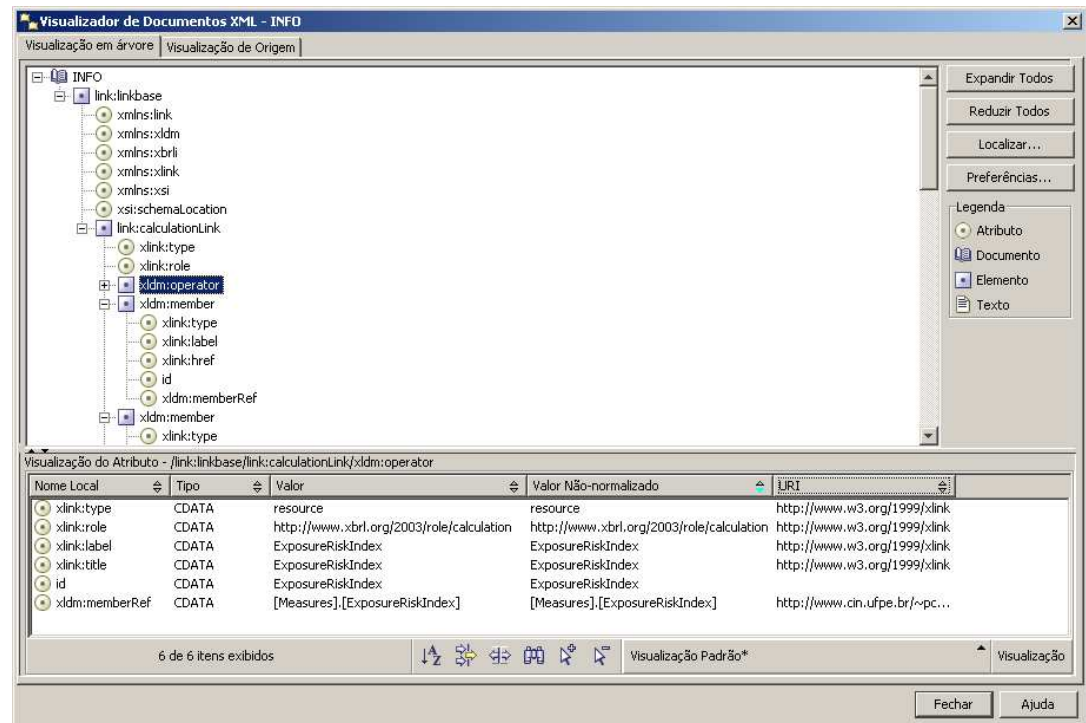 Visualizador de Documentos XML - INFO
Visualização em árvore Visualização de Origem
INFO
link:linkbase
xmlns:link
xmlns:xldm
xmlns:xbrli
xmlns:xlink
xmlns:xsi
xsi:schemaLocation
link:calculationLink
xlink:type
xlink:role
xldm:operator
xldm:member
xlink:type
xlink:label
xlink:href
id
xldm:memberRef
xldm:member
xlink:type
Expandir Todos
Reduzir Todos
Localizar...
Preferências...
Legenda
Atributo
Documento
Elemento
Texto
Visualização do Atributo - /link:linkbase/link:calculationLink/xldm:operator
Nome Local Tipo Valor Valor Não-normalizado URI
xlink:type CDATA resource resource http://www.w3.org/1999/xlink
xlink:role CDATA http://www.xbrl.org/2003/role/calculation http://www.xbrl.org/2003/role/calculation http://www.w3.org/1999/xlink
xlink:label CDATA ExposureRiskIndex ExposureRiskIndex http://www.w3.org/1999/xlink
xlink:title CDATA ExposureRiskIndex ExposureRiskIndex http://www.w3.org/1999/xlink
id CDATA ExposureRiskIndex ExposureRiskIndex
xldm:memberRef CDATA [Measures].[ExposureRiskIndex] [Measures].[ExposureRiskIndex] http://www.cin.ufpe.br/~pc...
6 de 6 itens exibidos Visualização Padrão* Visualização
Fechar Ajuda